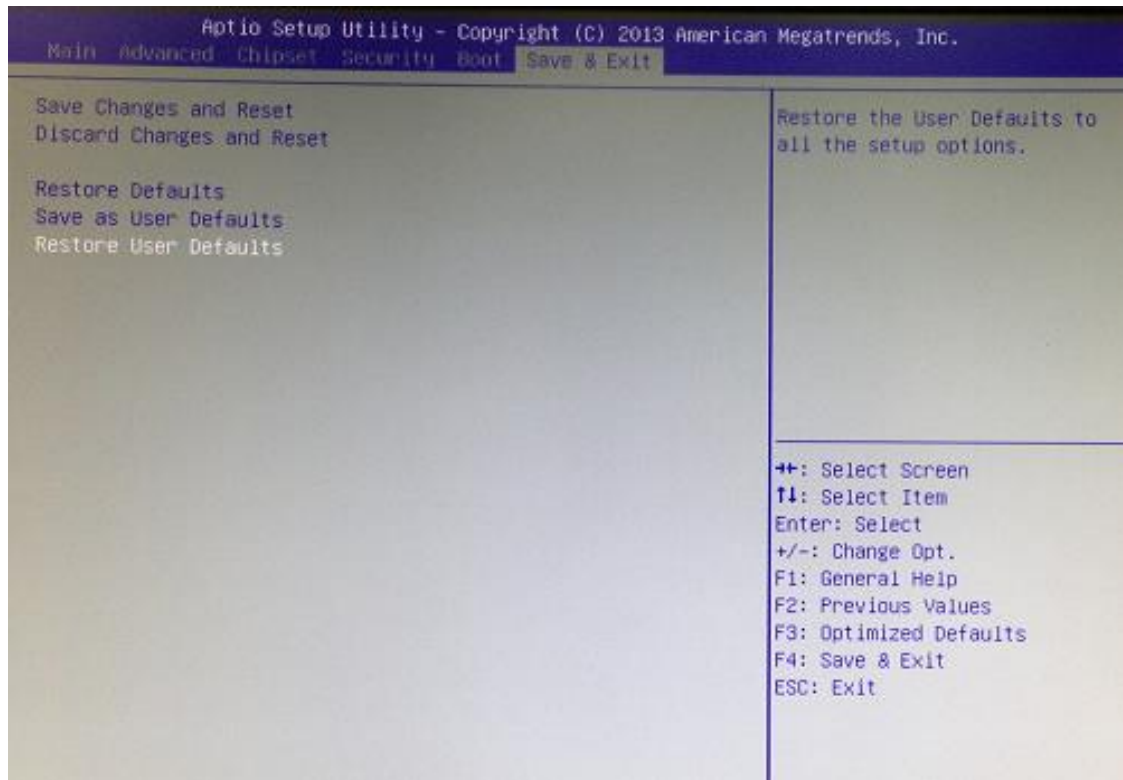 Aptio Setup Utility - Copyright (C) 2013 American Megatrends, Inc.
Main Advanced Chipset Security Boot Save & Exit
Save Changes and Reset
Discard Changes and Reset
Restore Defaults
Save as User Defaults
Restore User Defaults
Restore the User Defaults to
all the setup options.
→←: Select Screen
↑↓: Select Item
Enter: Select
+/-: Change Opt.
F1: General Help
F2: Previous Values
F3: Optimized Defaults
F4: Save & Exit
ESC: Exit